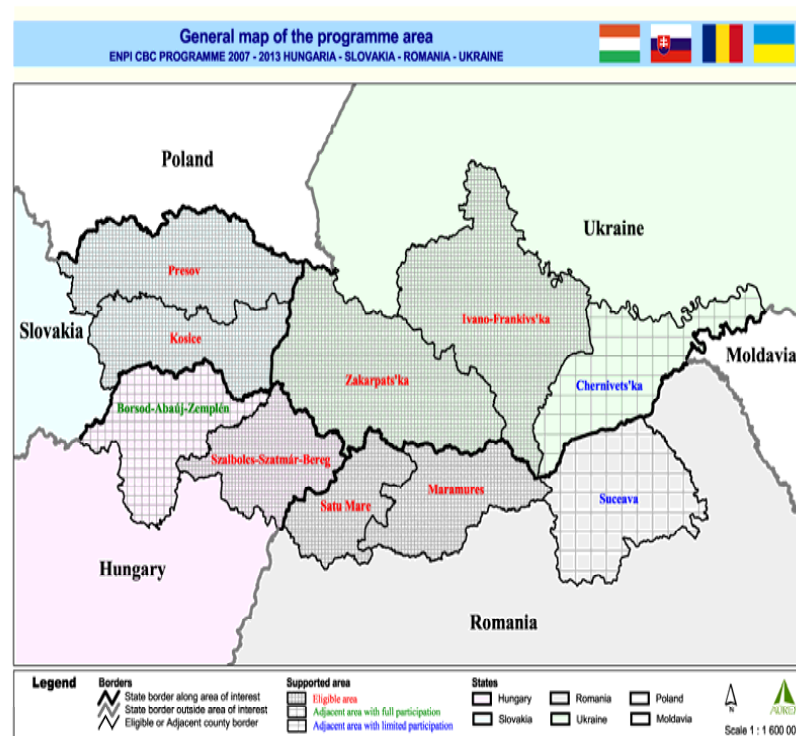 General map of the programme area
ENPI CBC PROGRAMME 2007 - 2013 HUNGARIA - SLOVAKIA - ROMANIA - UKRAINE
Poland
Ukraine
Presov
Ivano-Frankivs'ka
Slovakia
Kosice
Moldavia
Zakarpats'ka
Chernivets'ka
Borsod-Abaúj-Zemplén
Szalbolcs-Szatmár-Bereg
Maramures
Suceava
Satu Mare
Hungary
Romania
Legend
Borders
State border along area of interest
State border outside area of interest
Eligible or Adjacent county border
Supported area
Eligible area
Adjacent area with full participation
Adjacent area with limited participation
States
Hungary
Romania
Poland
Slovakia
Ukraine
Moldavia
N
Scale 1 : 1 600 00